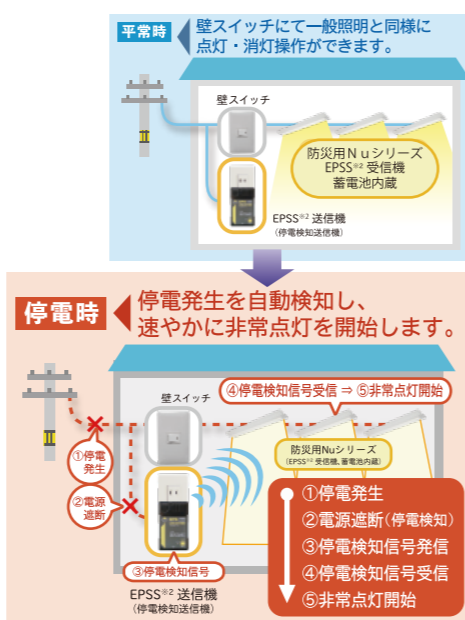 平常時
壁スイッチにて一般照明と同様に
点灯・消灯操作ができます。
壁スイッチ
防災用Ｎｕシリーズ
EPSS※2 受信機
蓄電池内蔵
EPSS※2 送信機
（停電検知送信機）
停電時
停電発生を自動検知し、
速やかに非常点灯を開始します。
④停電検知信号受信 ⇒ ⑤非常点灯開始
壁スイッチ
①停電
発生
防災用Nuシリーズ
（EPSS※2 受信機、蓄電池内蔵）
②電源
遮断
③停電検知信号
EPSS※2 送信機
（停電検知送信機）
①停電発生
②電源遮断（停電検知）
③停電検知信号発信
④停電検知信号受信
⑤非常点灯開始